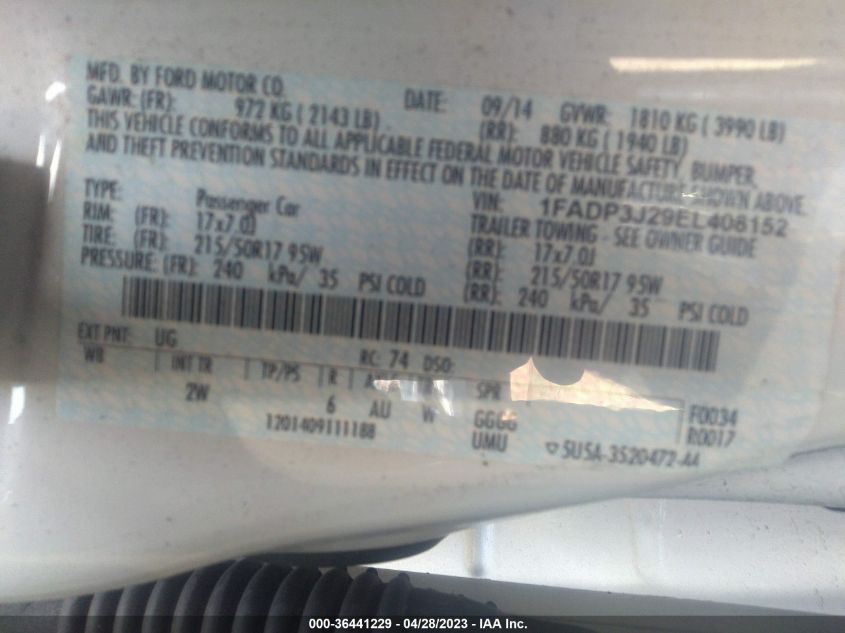 MFD. BY FORD MOTOR CO.
DATE: 09/14 GVWR: 1810 KG ( 3990 LB)
GAWR: (FR): 972 KG ( 2143 LB) (RR): 880 KG ( 1940 LB)
THIS VEHICLE CONFORMS TO ALL APPLICABLE FEDERAL MOTOR VEHICLE SAFETY, BUMPER,
AND THEFT PREVENTION STANDARDS IN EFFECT ON THE DATE OF MANUFACTURE SHOWN ABOVE.
VIN: 1FADP3J29EL408152
TYPE: Passenger Car TRAILER TOWING - SEE OWNER GUIDE
RIM: (FR): 17x7.0J (RR): 17x7.0J
TIRE: (FR): 215/50R17 95W (RR): 215/50R17 95W
PRESSURE: (FR): 240 kPa/ 35 PSI COLD (RR): 240 kPa/ 35 PSI COLD
EXT PNT: UG RC: 74 DSO:
WB INT TR TP/PS R SPR
2W 6 AU W GGGG F0034
1201409111188 UMU R0017
5U5A-3520472-AA
000-36441229 - 04/28/2023 - IAA Inc.